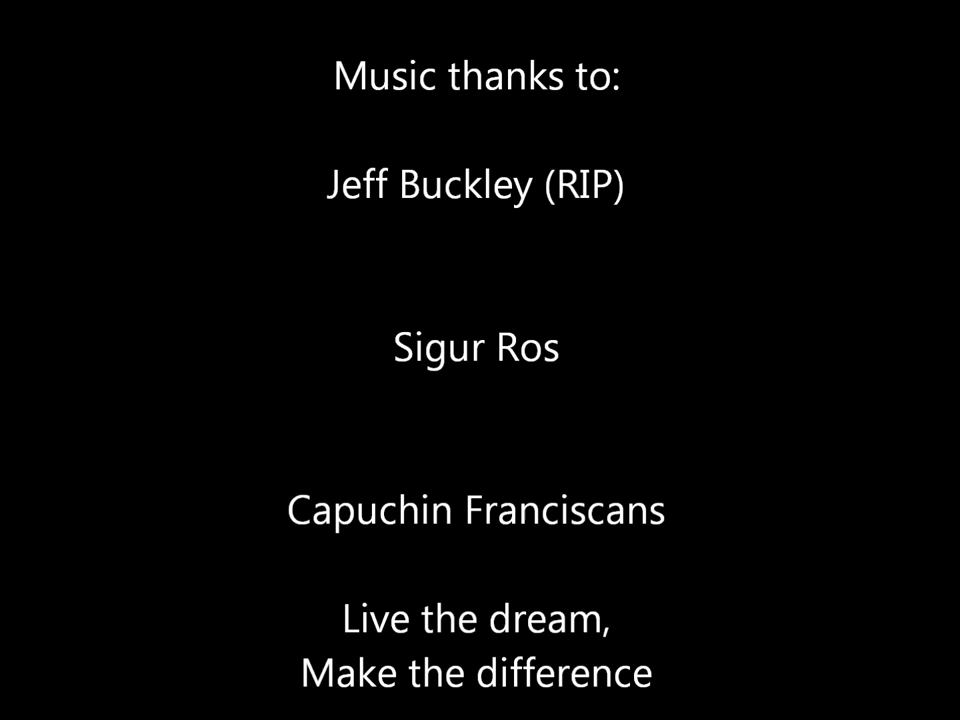 Music thanks to:
Jeff Buckley (RIP)
Sigur Ros
Capuchin Franciscans
Live the dream,
Make the difference